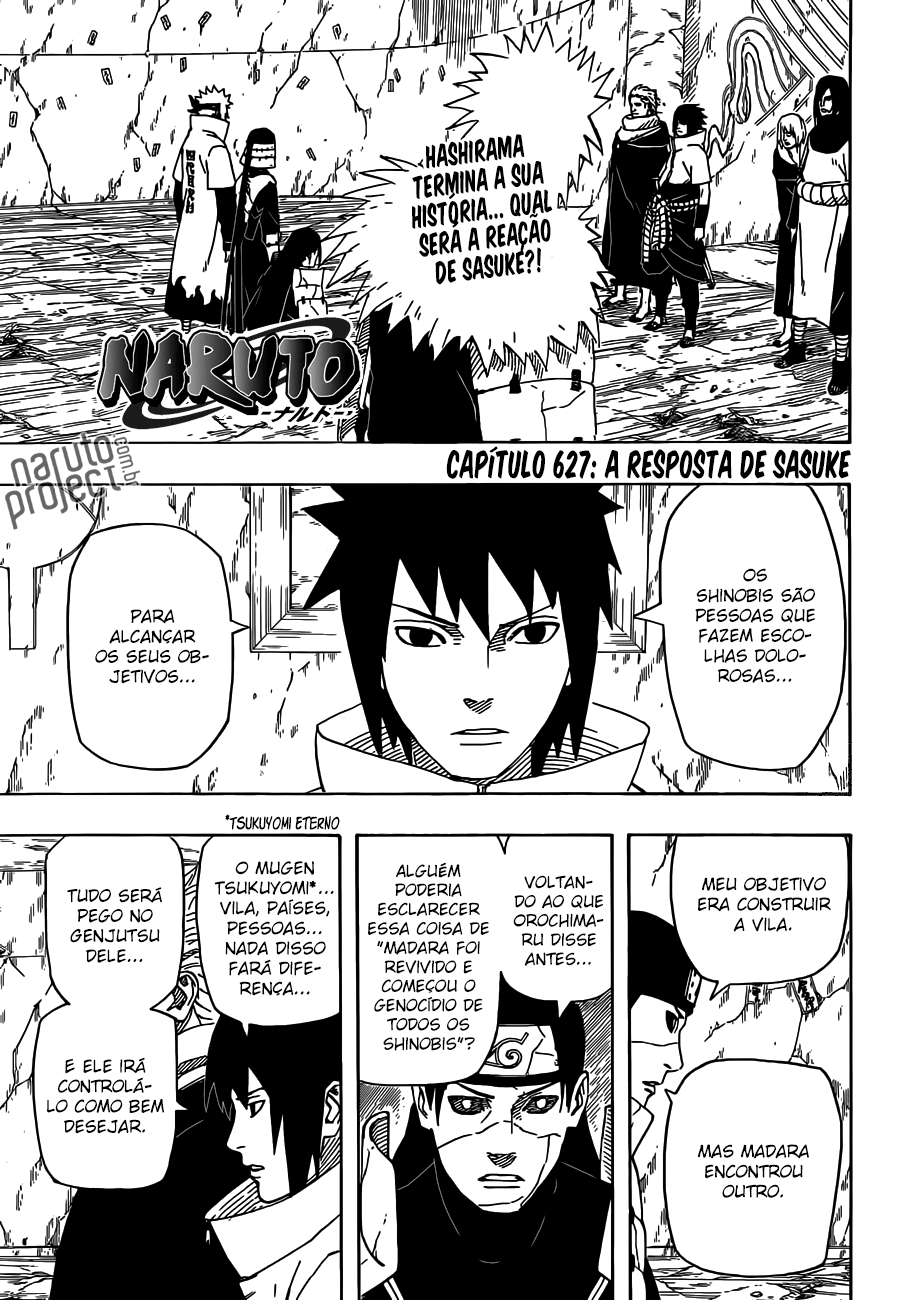 HASHIRAMA
TERMINA A SUA
HISTORIA... QUAL
SERA A REAÇÃO
DE SASUKE?!
NARUTO
-ナルト-
naruto
project
.com.br
CAPÍTULO 627: A RESPOSTA DE SASUKE
OS
SHINOBIS SÃO
PESSOAS QUE
FAZEM ESCO-
LHAS DOLO-
ROSAS...
PARA
ALCANÇAR
OS SEUS OB-
JETIVOS...
MEU OBJETIVO
ERA CONSTRUIR
A VILA.
MAS MADARA
ENCONTROU
OUTRO.
VOLTAN-
DO AO QUE
OROCHIMA-
RU DISSE
ANTES...
ALGUÉM
PODERIA
ESCLARECER
ESSA COISA DE
"MADARA FOI
REVIVIDO E
COMEÇOU O
GENOCÍDIO DE
TODOS OS
SHINOBIS"?
*TSUKUYOMI ETERNO
O MUGEN
TSUKUYOMI*...
VILA, PAÍSES,
PESSOAS...
NADA DISSO
FARÁ DIFE-
RENÇA...
TUDO SERÁ
PEGO NO
GENJUTSU
DELE...
E ELE IRÁ
CONTROLÁ-
LO COMO BEM
DESEJAR.